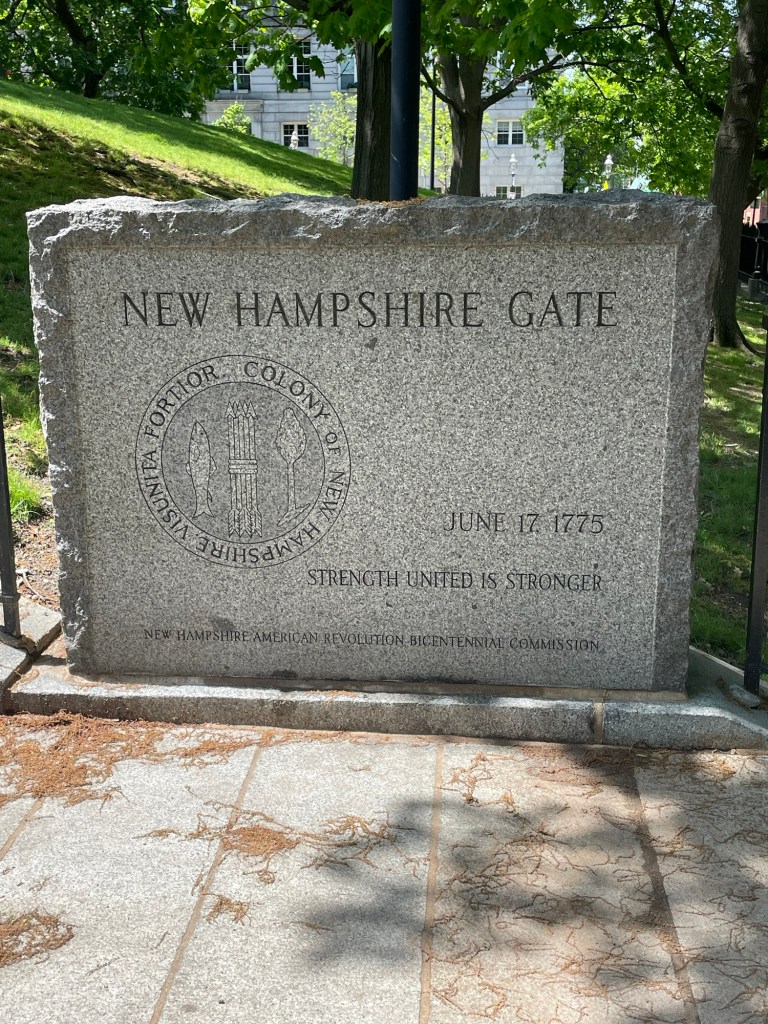 NEW HAMPSHIRE GATE
COLONY OF NEW HAMPSHIRE VIS UNITA FORTIOR.
JUNE 17, 1775
STRENGTH UNITED IS STRONGER
NEW HAMPSHIRE AMERICAN REVOLUTION BICENTENNIAL COMMISSION